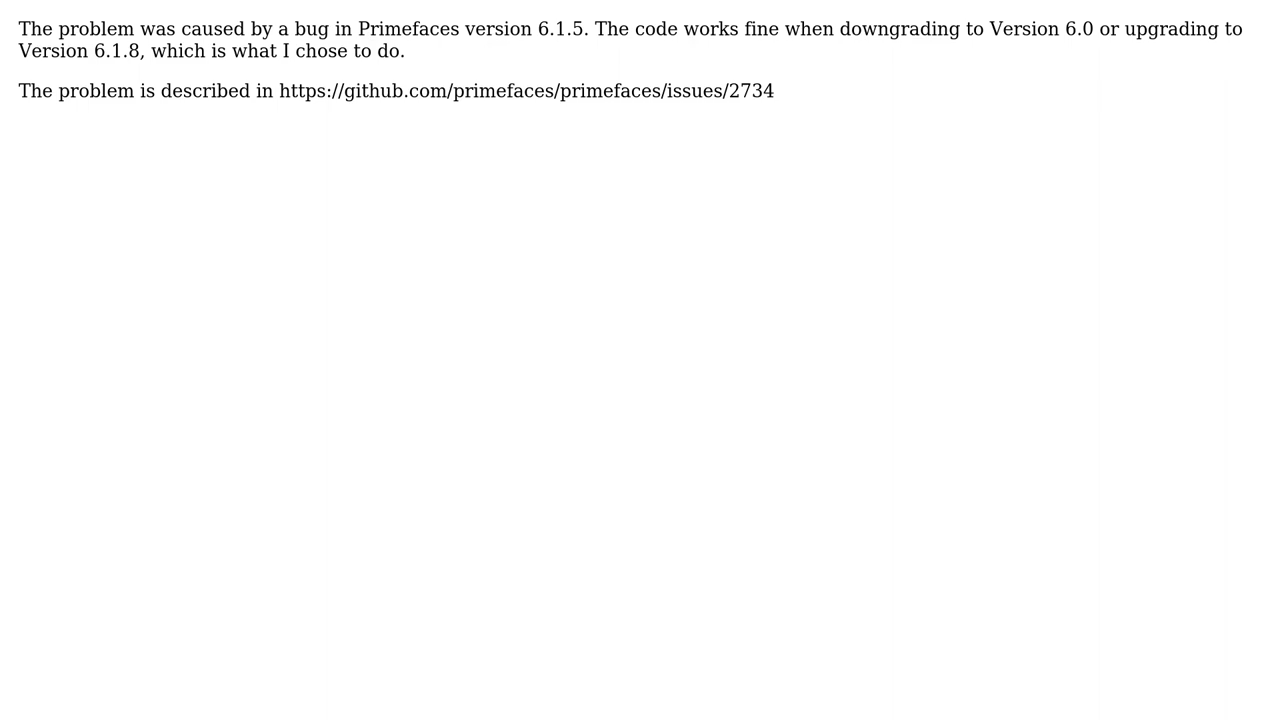 The problem was caused by a bug in Primefaces version 6.1.5. The code works fine when downgrading to Version 6.0 or upgrading to
Version 6.1.8, which is what I chose to do.
The problem is described in https://github.com/primefaces/primefaces/issues/2734